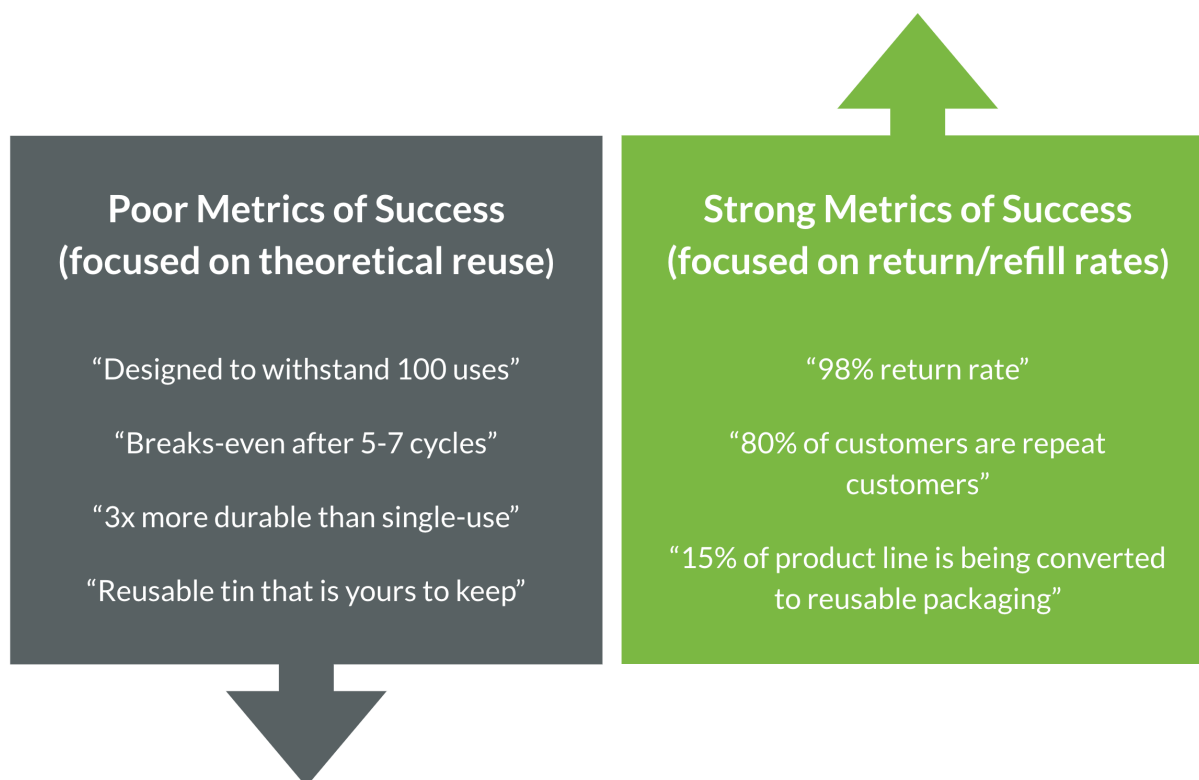 Poor Metrics of Success
(focused on theoretical reuse)
“Designed to withstand 100 uses”
“Breaks-even after 5-7 cycles”
“3x more durable than single-use”
“Reusable tin that is yours to keep”
Strong Metrics of Success
(focused on return/refill rates)
“98% return rate”
“80% of customers are repeat
customers”
“15% of product line is being converted
to reusable packaging”